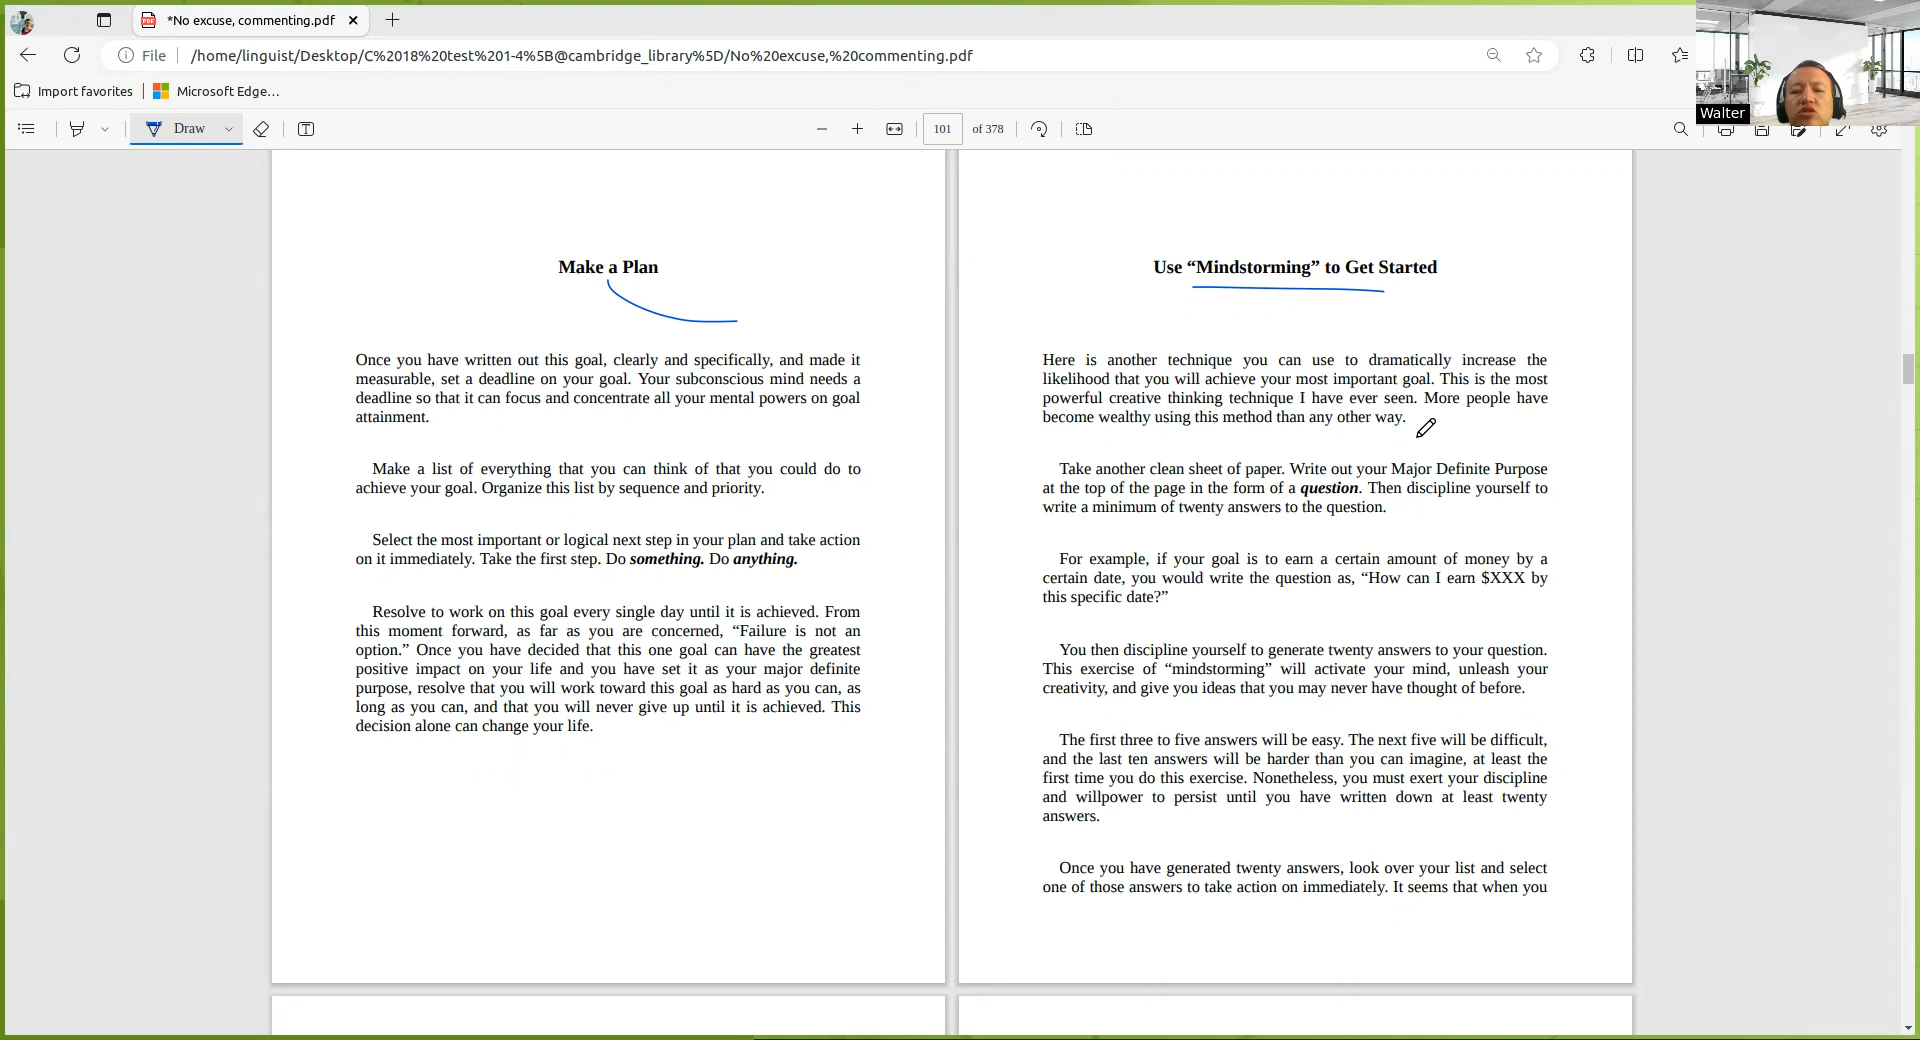 *No excuse, commenting.pdf
File
/home/linguist/Desktop/C%2018%20test%201-4%5B@cambridge_library%5D/No%20excuse,%20commenting.pdf
Import favorites
Microsoft Edge…
Walter
Draw
101 of 378
Make a Plan
Once you have written out this goal, clearly and specifically, and made it
measurable, set a deadline on your goal. Your subconscious mind needs a
deadline so that it can focus and concentrate all your mental powers on goal
attainment.
Make a list of everything that you can think of that you could do to
achieve your goal. Organize this list by sequence and priority.
Select the most important or logical next step in your plan and take action
on it immediately. Take the first step. Do something. Do anything.
Resolve to work on this goal every single day until it is achieved. From
this moment forward, as far as you are concerned, “Failure is not an
option.” Once you have decided that this one goal can have the greatest
positive impact on your life and you have set it as your major definite
purpose, resolve that you will work toward this goal as hard as you can, as
long as you can, and that you will never give up until it is achieved. This
decision alone can change your life.
Use “Mindstorming” to Get Started
Here is another technique you can use to dramatically increase the
likelihood that you will achieve your most important goal. This is the most
powerful creative thinking technique I have ever seen. More people have
become wealthy using this method than any other way.
Take another clean sheet of paper. Write out your Major Definite Purpose
at the top of the page in the form of a question. Then discipline yourself to
write a minimum of twenty answers to the question.
For example, if your goal is to earn a certain amount of money by a
certain date, you would write the question as, “How can I earn $XXX by
this specific date?”
You then discipline yourself to generate twenty answers to your question.
This exercise of “mindstorming” will activate your mind, unleash your
creativity, and give you ideas that you may never have thought of before.
The first three to five answers will be easy. The next five will be difficult,
and the last ten answers will be harder than you can imagine, at least the
first time you do this exercise. Nonetheless, you must exert your discipline
and willpower to persist until you have written down at least twenty
answers.
Once you have generated twenty answers, look over your list and select
one of those answers to take action on immediately. It seems that when you